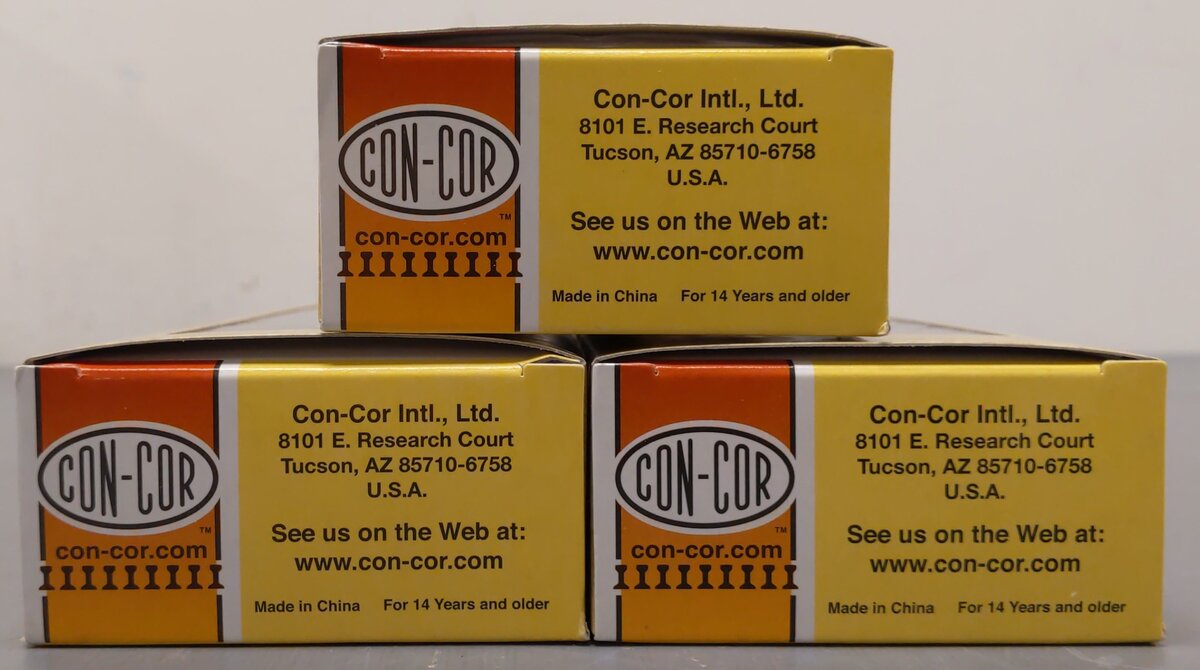 CON-COR
TM
con-cor.com
Con-Cor Intl., Ltd.
8101 E. Research Court
Tucson, AZ 85710-6758
U.S.A.
See us on the Web at:
www.con-cor.com
Made in China For 14 Years and older
CON-COR
TM
con-cor.com
Con-Cor Intl., Ltd.
8101 E. Research Court
Tucson, AZ 85710-6758
U.S.A.
See us on the Web at:
www.con-cor.com
Made in China For 14 Years and older
CON-COR
TM
con-cor.com
Con-Cor Intl., Ltd.
8101 E. Research Court
Tucson, AZ 85710-6758
U.S.A.
See us on the Web at:
www.con-cor.com
Made in China For 14 Years and older